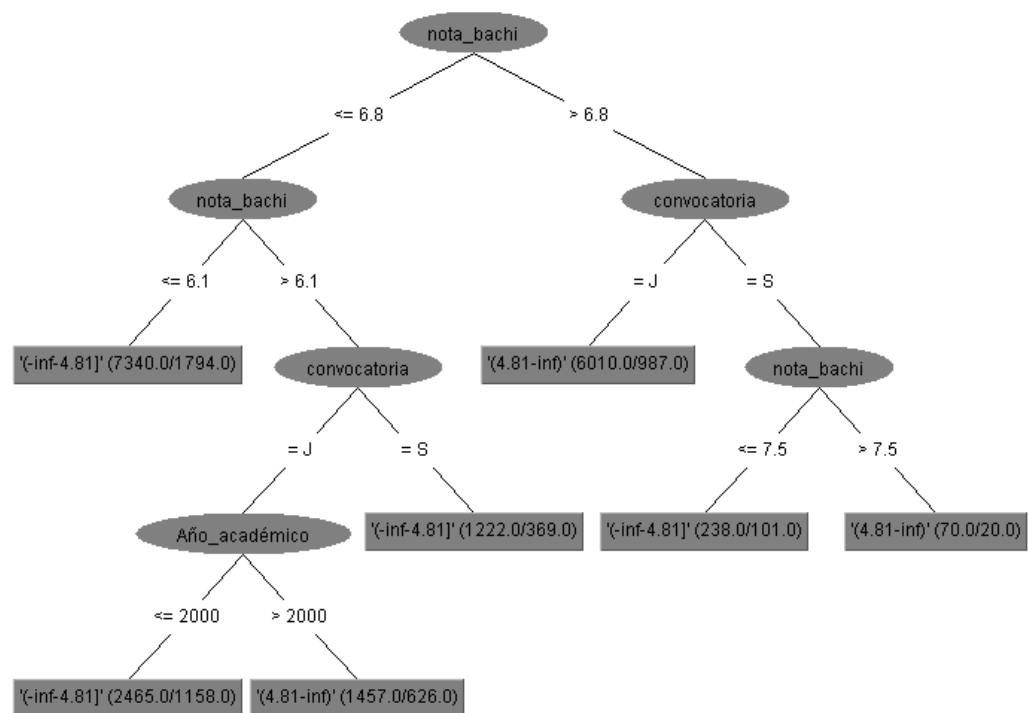 nota_bachi
<= 6.8
> 6.8
nota_bachi
convocatoria
<= 6.1
> 6.1
= J
= S
'(-inf-4.81]' (7340.0/1794.0)
convocatoria
'(4.81-inf)' (6010.0/987.0)
nota_bachi
= J
= S
<= 7.5
> 7.5
Año_académico
'(-inf-4.81]' (1222.0/369.0)
'(-inf-4.81]' (238.0/101.0)
'(4.81-inf)' (70.0/20.0)
<= 2000
> 2000
'(-inf-4.81]' (2465.0/1158.0)
'(4.81-inf)' (1457.0/626.0)